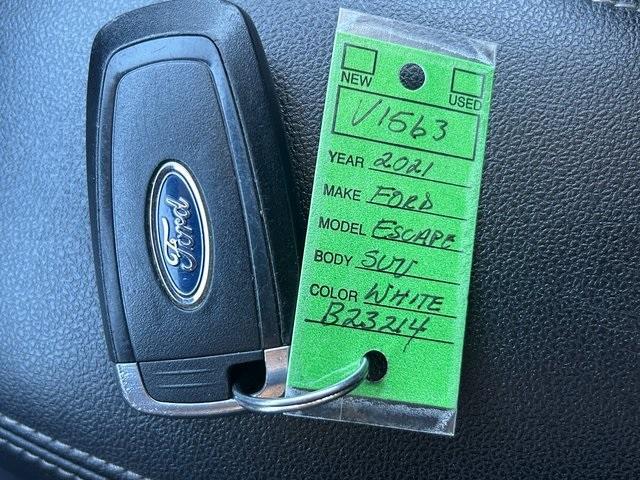 Ford
NEW
USED
V1563
YEAR 2021
MAKE FORD
MODEL ESCAPE
BODY SUV
COLOR WHITE
B23214